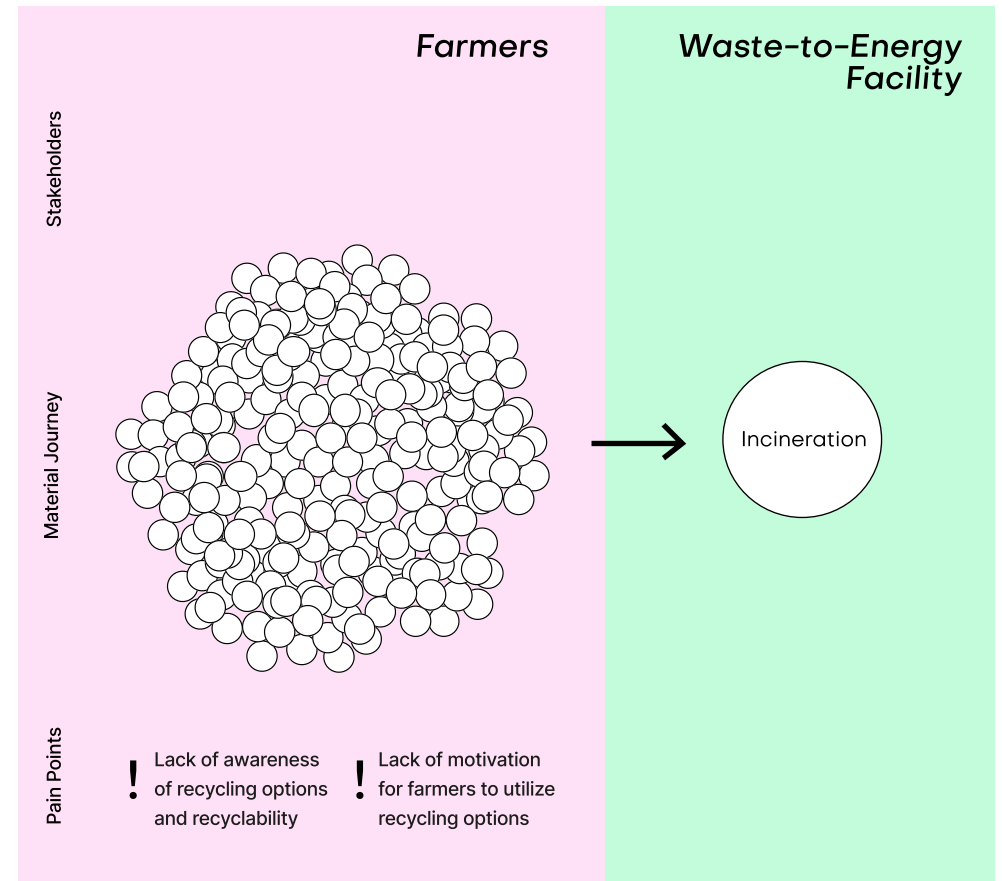 Farmers
Waste-to-Energy
Facility
Stakeholders
Material Journey
Incineration
Pain Points
! Lack of awareness
of recycling options
and recyclability
! Lack of motivation
for farmers to utilize
recycling options